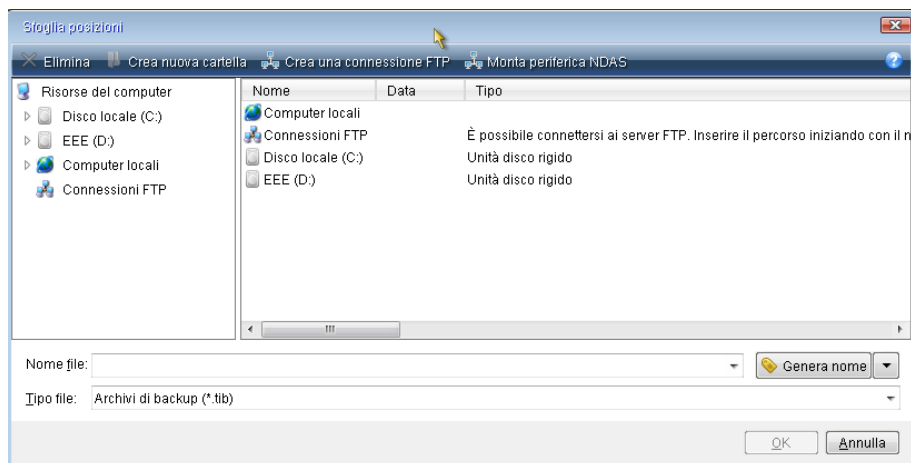 Sfoglia posizioni
Elimina Crea nuova cartella Crea una connessione FTP Monta periferica NDAS
Risorse del computer
Disco locale (C:)
EEE (D:)
Computer locali
Connessioni FTP
Nome Data Tipo
Computer locali
Connessioni FTP È possibile connettersi ai server FTP. Inserire il percorso iniziando con il n
Disco locale (C:) Unità disco rigido
EEE (D:) Unità disco rigido
Nome file: Genera nome
Tipo file: Archivi di backup (*.tib)
OK Annulla